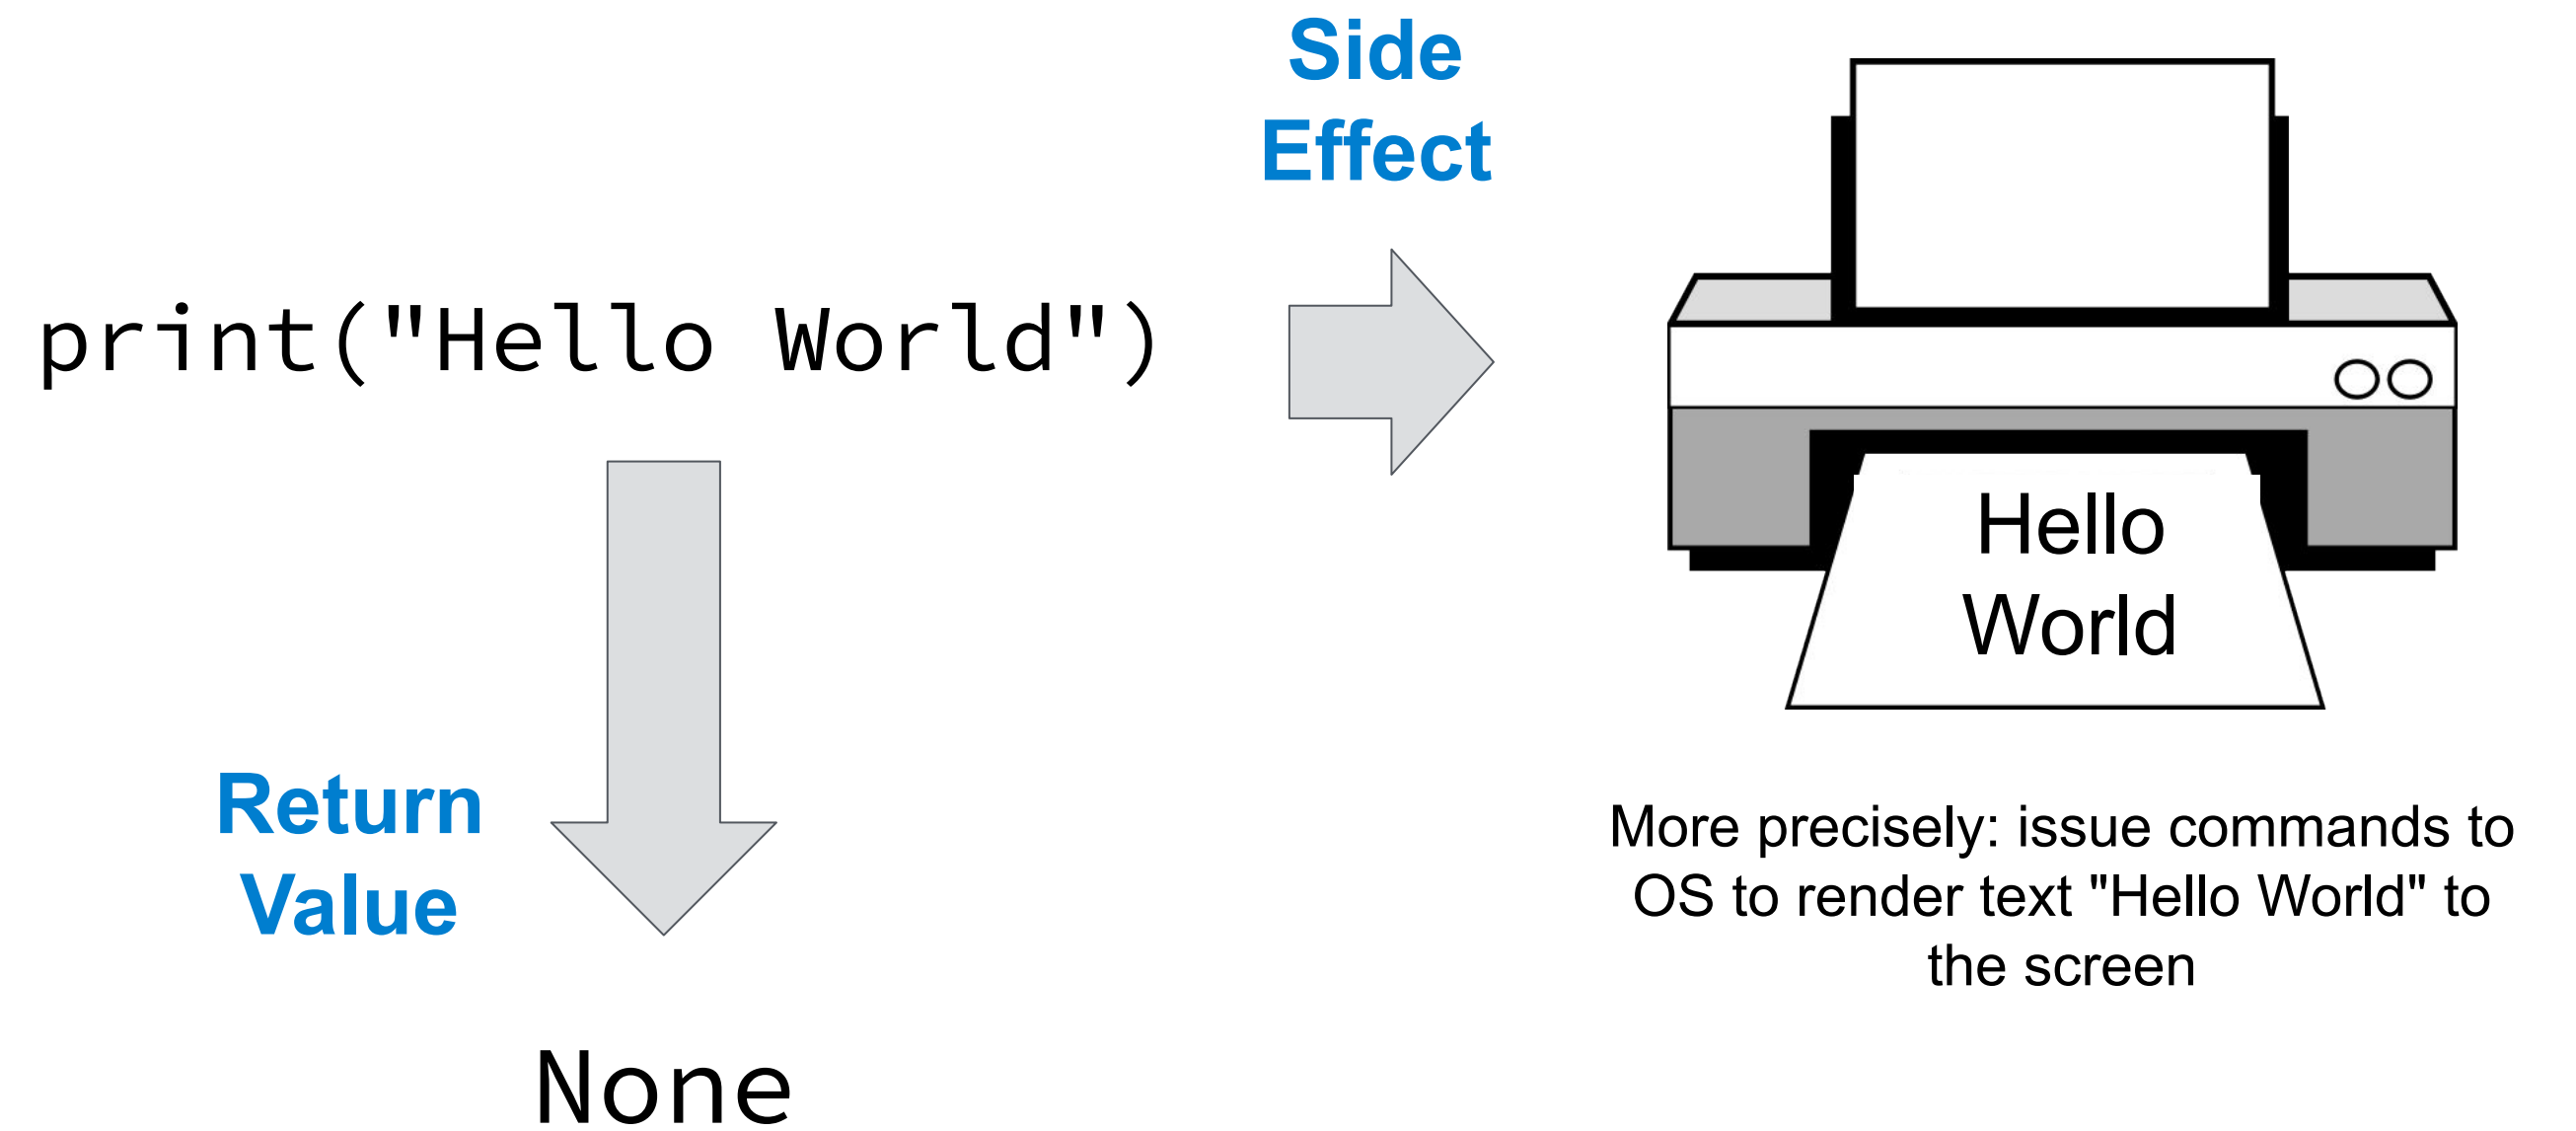 Side
Effect
print("Hello World")
Hello
World
Return
Value
More precisely: issue commands to
OS to render text "Hello World" to
the screen
None